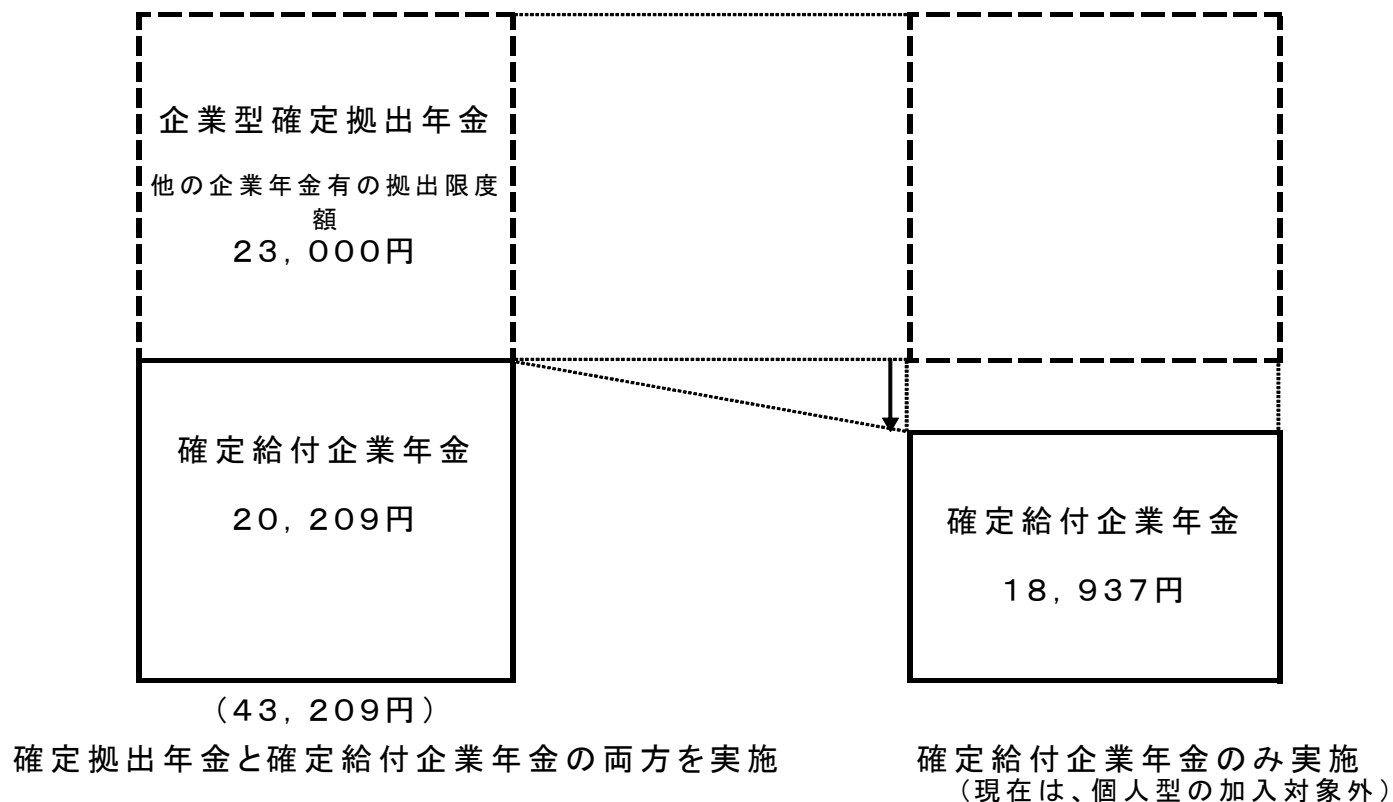 企業型確定拠出年金
他の企業年金有の拠出限度
額
23,000円
確定給付企業年金
20,209円
(43,209円)
確定拠出年金と確定給付企業年金の両方を実施
確定給付企業年金
18,937円
確定給付企業年金のみ実施
(現在は、個人型の加入対象外)